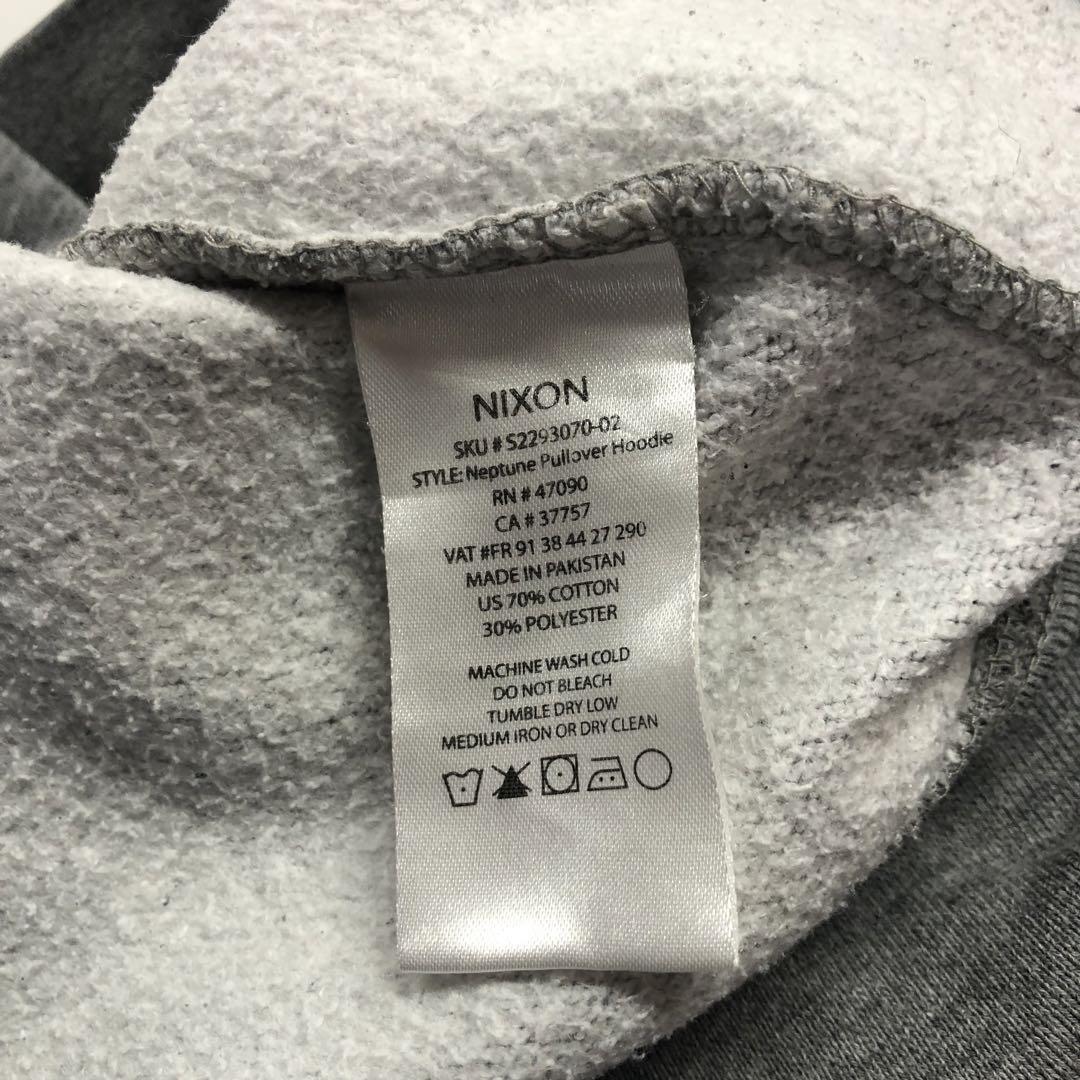 NIXON
SKU # S2293070-02
STYLE: Neptune Pullover Hoodie
RN # 47090
CA # 37757
VAT #FR 91 38 44 27 290
MADE IN PAKISTAN
US 70% COTTON
30% POLYESTER
MACHINE WASH COLD
DO NOT BLEACH
TUMBLE DRY LOW
MEDIUM IRON OR DRY CLEAN